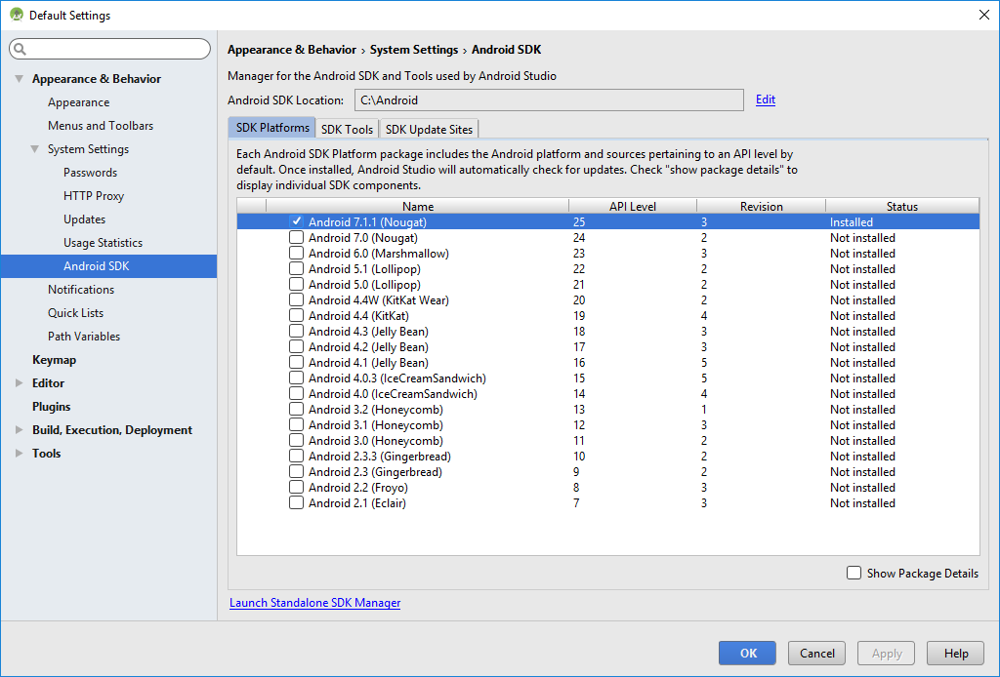 Default Settings
Appearance & Behavior
Appearance
Menus and Toolbars
System Settings
Passwords
HTTP Proxy
Updates
Usage Statistics
Android SDK
Notifications
Quick Lists
Path Variables
Keymap
Editor
Plugins
Build, Execution, Deployment
Tools
Appearance & Behavior › System Settings › Android SDK
Manager for the Android SDK and Tools used by Android Studio
Android SDK Location: C:\Android Edit
SDK Platforms SDK Tools SDK Update Sites
Each Android SDK Platform package includes the Android platform and sources pertaining to an API level by
default. Once installed, Android Studio will automatically check for updates. Check "show package details" to
display individual SDK components.
Name API Level Revision Status
Android 7.1.1 (Nougat) 25 3 Installed
Android 7.0 (Nougat) 24 2 Not installed
Android 6.0 (Marshmallow) 23 3 Not installed
Android 5.1 (Lollipop) 22 2 Not installed
Android 5.0 (Lollipop) 21 2 Not installed
Android 4.4W (KitKat Wear) 20 2 Not installed
Android 4.4 (KitKat) 19 4 Not installed
Android 4.3 (Jelly Bean) 18 3 Not installed
Android 4.2 (Jelly Bean) 17 3 Not installed
Android 4.1 (Jelly Bean) 16 5 Not installed
Android 4.0.3 (IceCreamSandwich) 15 5 Not installed
Android 4.0 (IceCreamSandwich) 14 4 Not installed
Android 3.2 (Honeycomb) 13 1 Not installed
Android 3.1 (Honeycomb) 12 3 Not installed
Android 3.0 (Honeycomb) 11 2 Not installed
Android 2.3.3 (Gingerbread) 10 2 Not installed
Android 2.3 (Gingerbread) 9 2 Not installed
Android 2.2 (Froyo) 8 3 Not installed
Android 2.1 (Eclair) 7 3 Not installed
Show Package Details
Launch Standalone SDK Manager
OK Cancel Apply Help